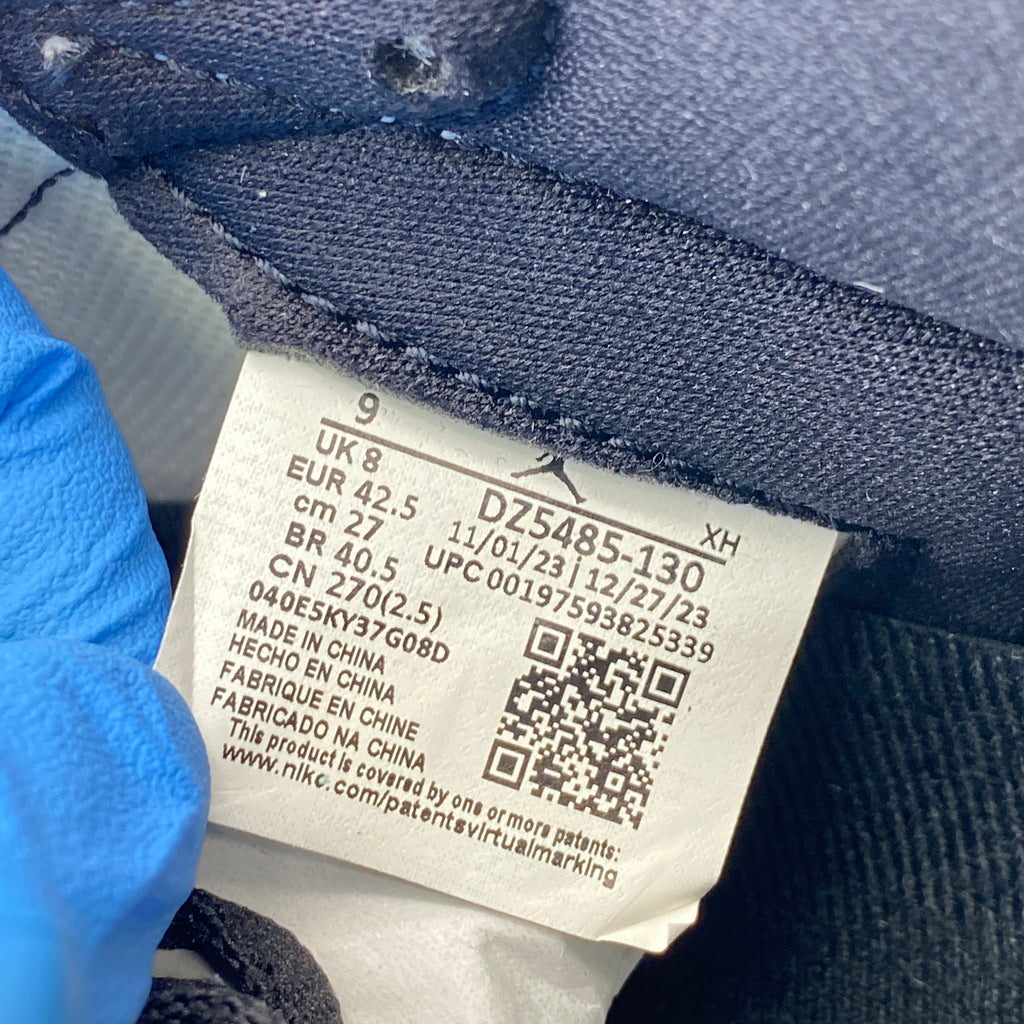 9
XH
UK 8
EUR 42.5
cm 27
BR 40.5
CN 270(2.5)
DZ5485-130
11/01/23 | 12/27/23
UPC 00197593825339
040E5KY37G08D
MADE IN CHINA
HECHO EN CHINA
FABRIQUE EN CHINE
FABRICADO NA CHINA
This product is covered by one or more patents:
www.nike.com/patentsvirtualmarking